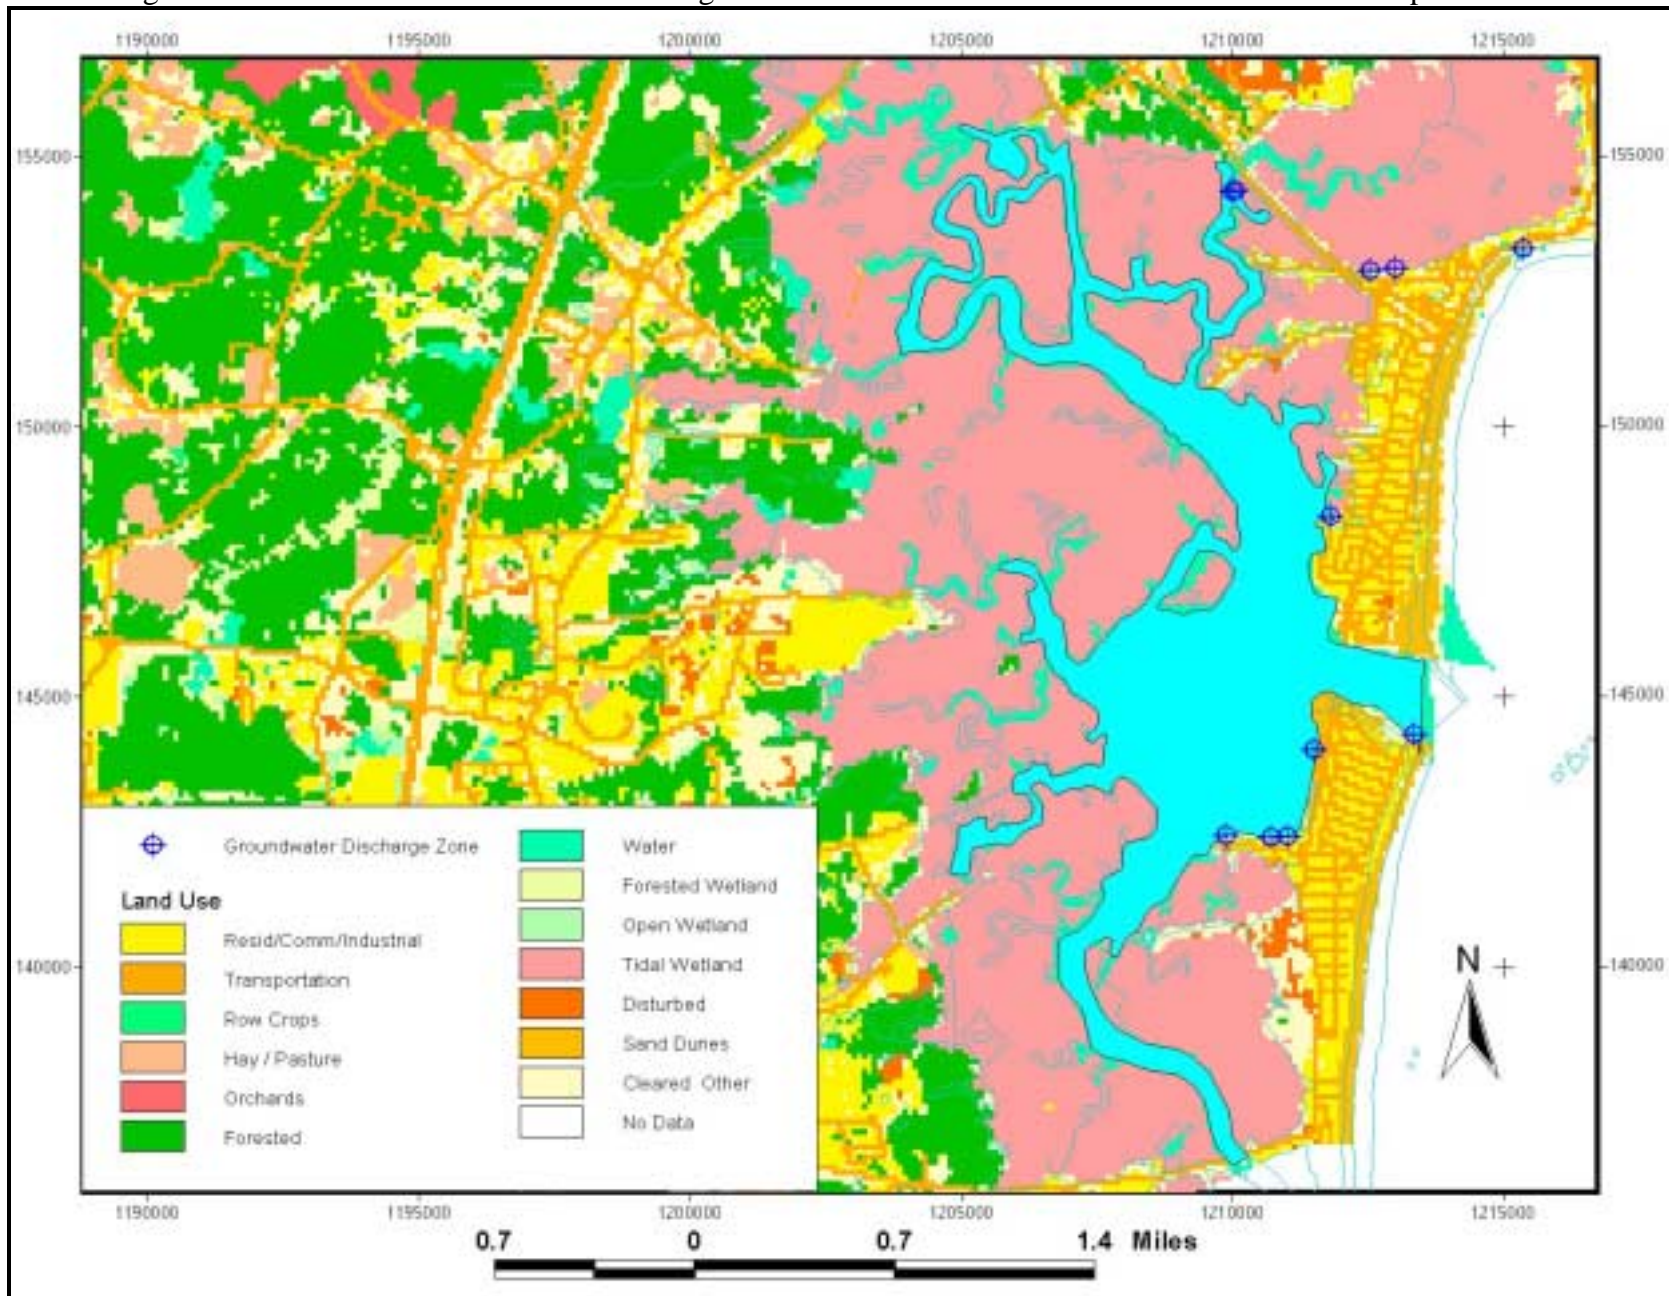 1190000 1195000 1200000 1205000 1210000 1215000
155000 155000
150000 150000
145000 145000
140000 140000
Groundwater Discharge Zone
Land Use
Resid/Comm/Industrial
Transportation
Row Crops
Hay / Pasture
Orchards
Forested
Water
Forested Wetland
Open Wetland
Tidal Wetland
Disturbed
Sand Dunes
Cleared Other
No Data
N
1190000 1195000 1200000 1205000 1210000 1215000
0.7 0 0.7 1.4 Miles